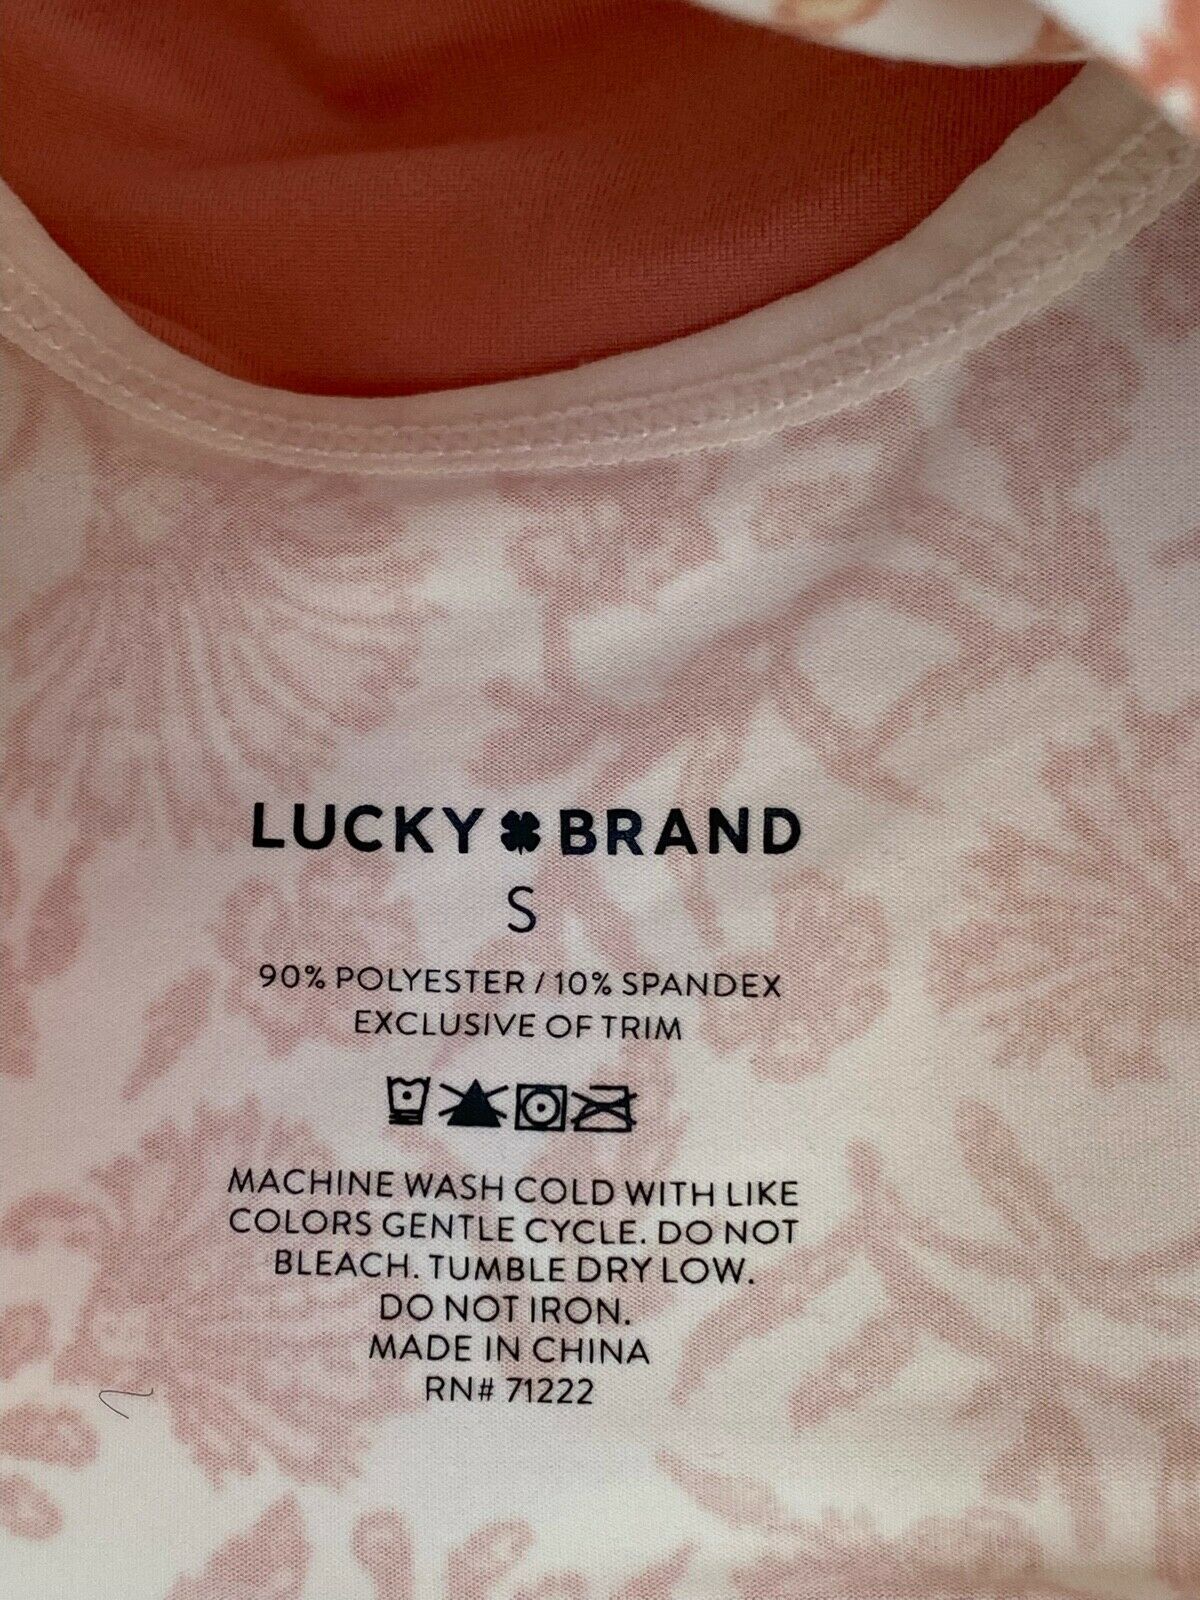 LUCKY BRAND
S
90% POLYESTER / 10% SPANDEX
EXCLUSIVE OF TRIM
MACHINE WASH COLD WITH LIKE
COLORS GENTLE CYCLE. DO NOT
BLEACH. TUMBLE DRY LOW.
DO NOT IRON.
MADE IN CHINA
RN# 71222